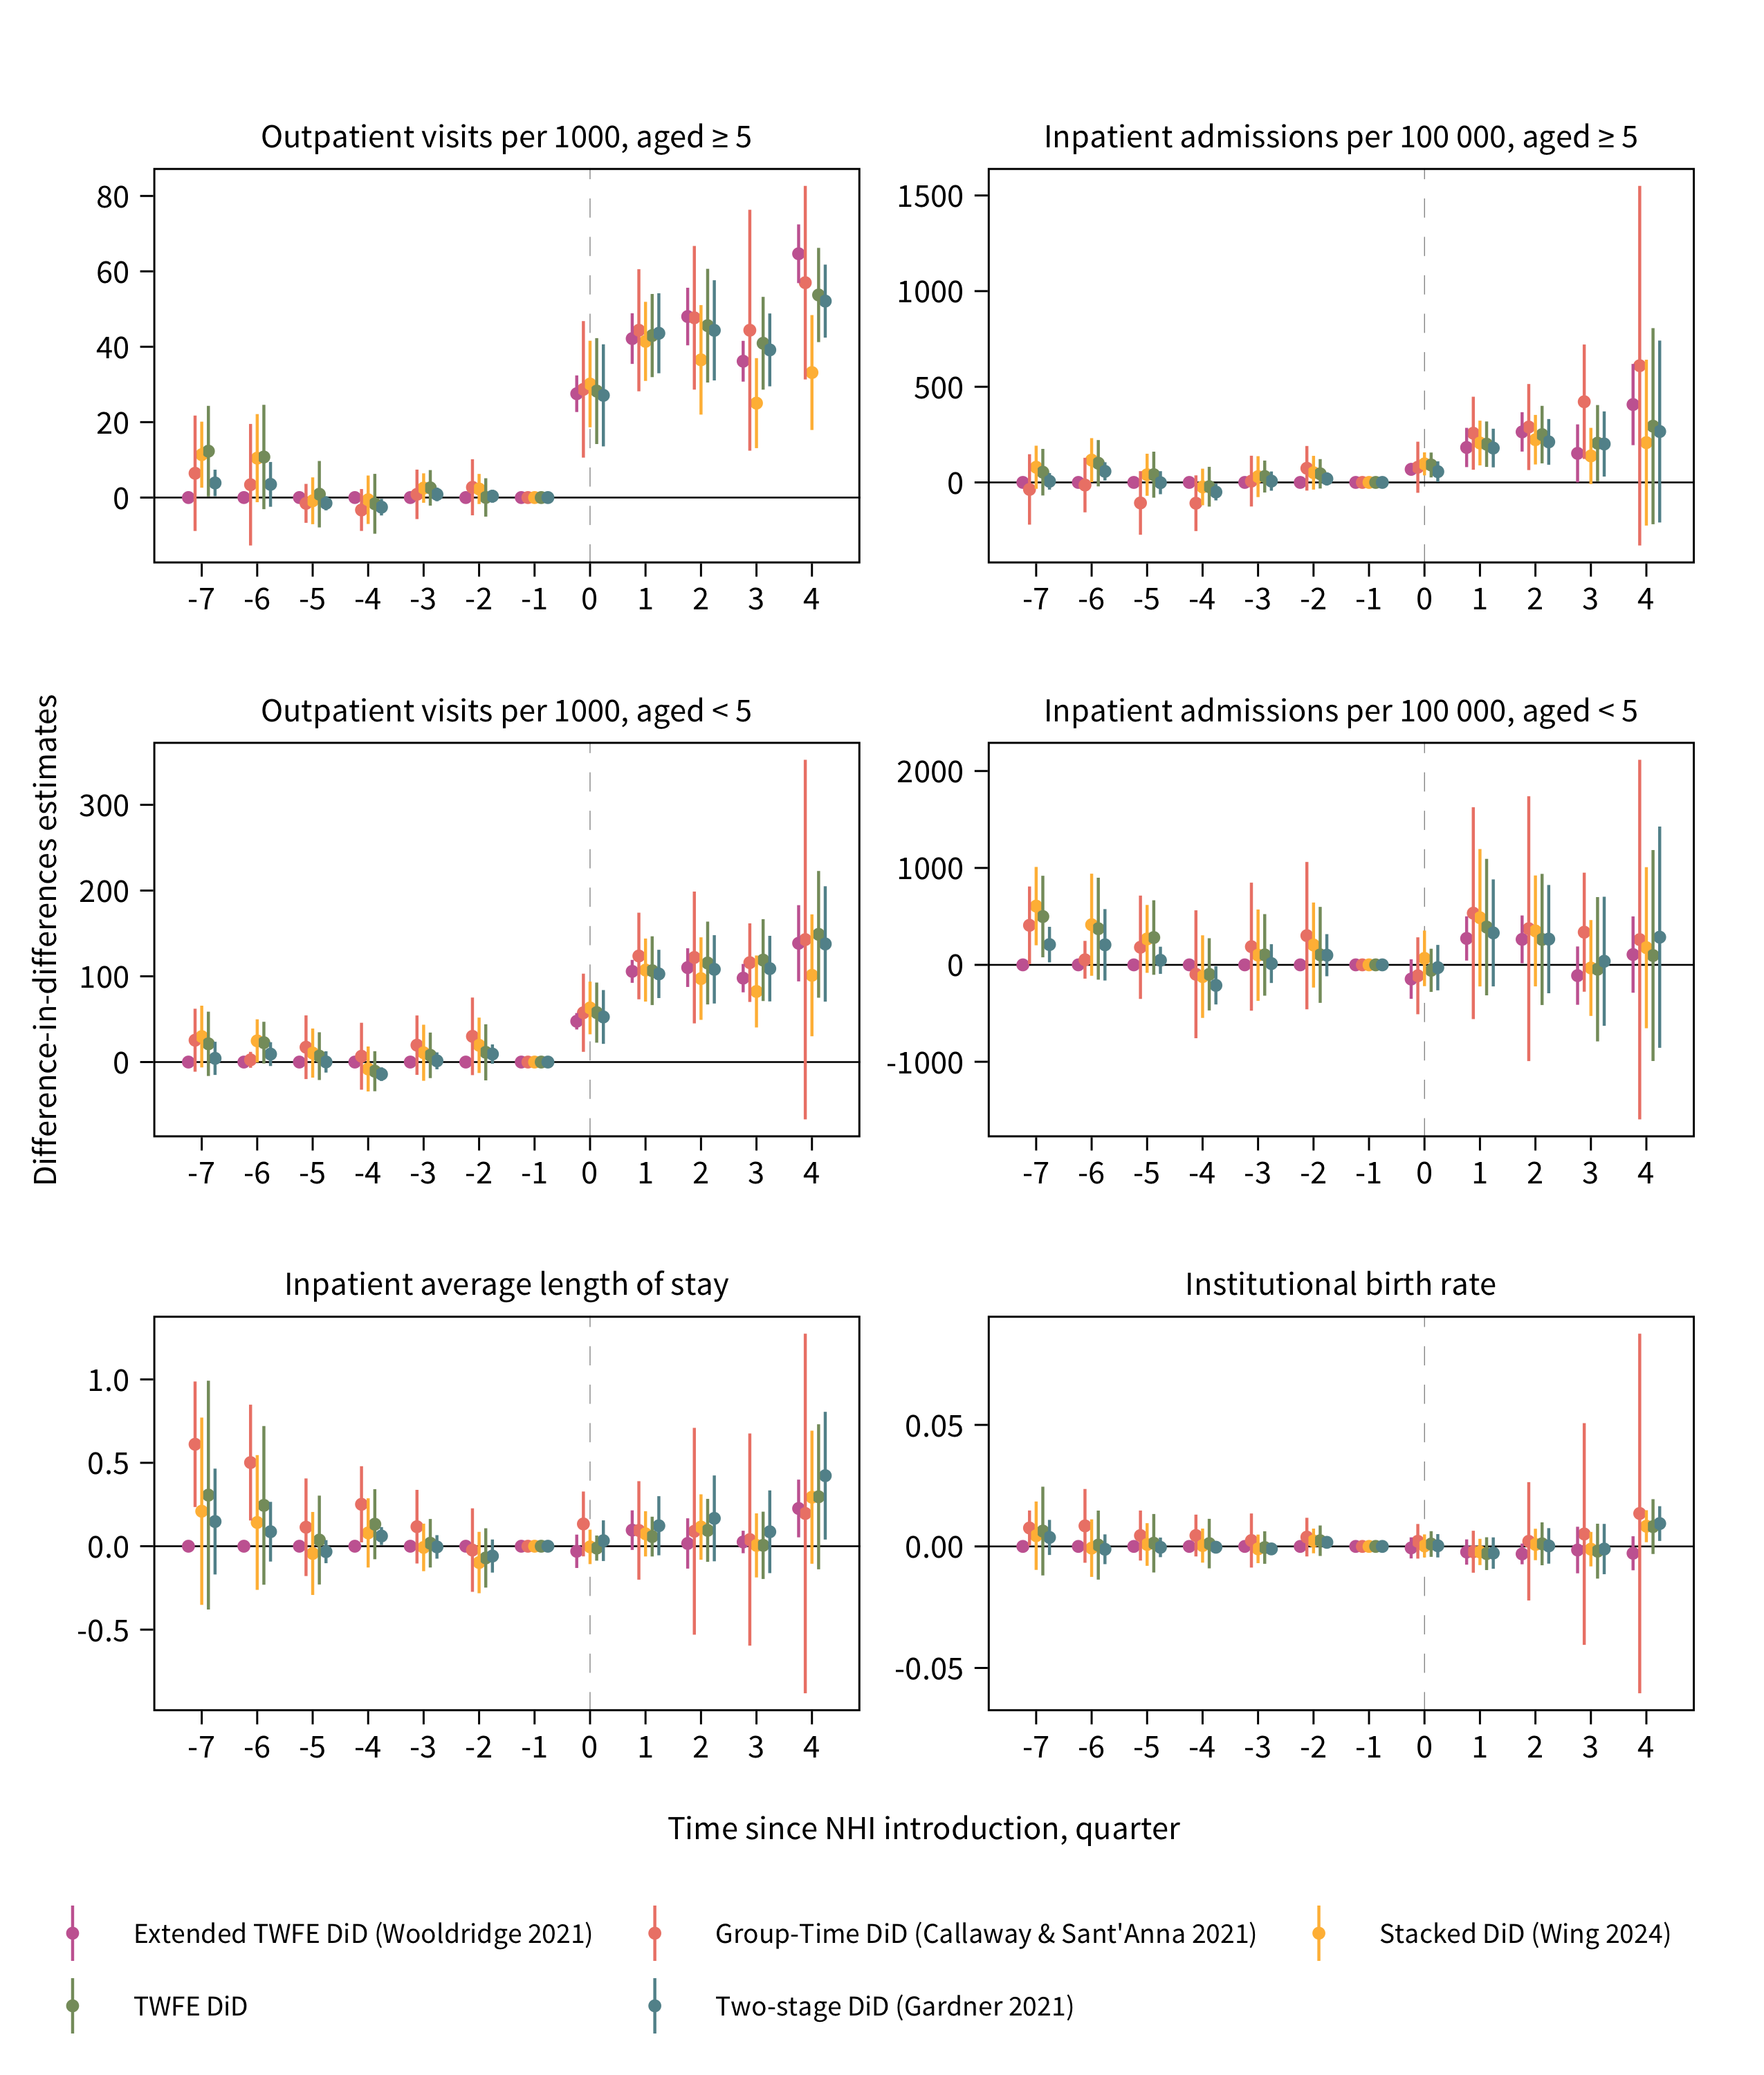 Outpatient visits per 1000, aged ≥ 5
80
60
40
20
0
-7 -6 -5 -4 -3 -2 -1 0 1 2 3 4
Inpatient admissions per 100 000, aged ≥ 5
1500
1000
500
0
-7 -6 -5 -4 -3 -2 -1 0 1 2 3 4
Difference-in-differences estimates
Outpatient visits per 1000, aged < 5
300
200
100
0
-7 -6 -5 -4 -3 -2 -1 0 1 2 3 4
Inpatient admissions per 100 000, aged < 5
2000
1000
0
-1000
-7 -6 -5 -4 -3 -2 -1 0 1 2 3 4
Inpatient average length of stay
1.0
0.5
0.0
-0.5
-7 -6 -5 -4 -3 -2 -1 0 1 2 3 4
Institutional birth rate
0.05
0.00
-0.05
-7 -6 -5 -4 -3 -2 -1 0 1 2 3 4
Time since NHI introduction, quarter
Extended TWFE DiD (Wooldridge 2021)
Group-Time DiD (Callaway & Sant'Anna 2021)
Stacked DiD (Wing 2024)
TWFE DiD
Two-stage DiD (Gardner 2021)